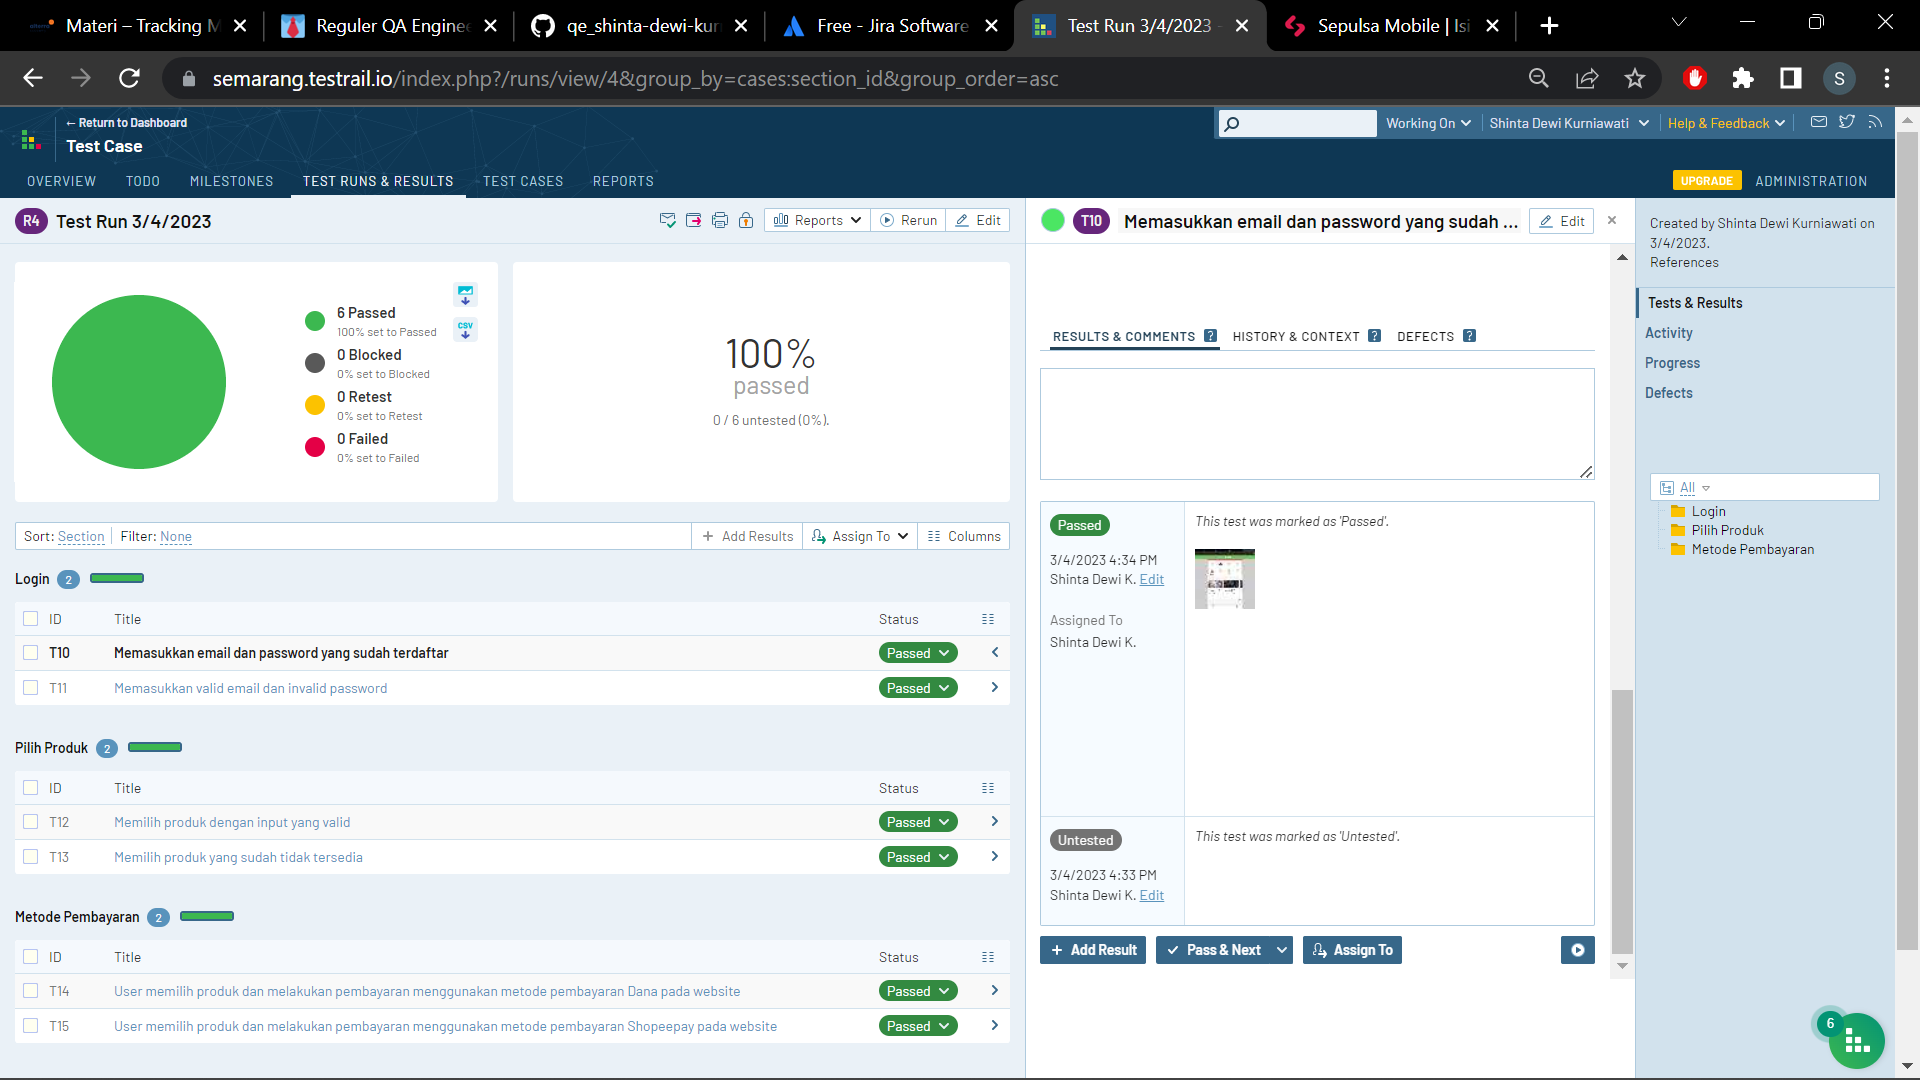 Materi – Tracking M
Reguler QA Enginee
qe_shinta-dewi-kur
Free - Jira Software
Test Run 3/4/2023 -
Sepulsa Mobile | Isi
semarang.testrail.io/index.php?/runs/view/4&group_by=cases:section_id&group_order=asc
S
← Return to Dashboard
Test Case
Working On
Shinta Dewi Kurniawati
Help & Feedback
OVERVIEW
TODO
MILESTONES
TEST RUNS & RESULTS
TEST CASES
REPORTS
UPGRADE
ADMINISTRATION
R4
Test Run 3/4/2023
Reports
Rerun
Edit
6 Passed
100% set to Passed
0 Blocked
0% set to Blocked
0 Retest
0% set to Retest
0 Failed
0% set to Failed
CSV
100%
passed
0 / 6 untested (0%).
Sort: Section
Filter: None
Add Results
Assign To
Columns
Login 2
ID Title Status
T10 Memasukkan email dan password yang sudah terdaftar Passed
T11 Memasukkan valid email dan invalid password Passed
Pilih Produk 2
ID Title Status
T12 Memilih produk dengan input yang valid Passed
T13 Memilih produk yang sudah tidak tersedia Passed
Metode Pembayaran 2
ID Title Status
T14 User memilih produk dan melakukan pembayaran menggunakan metode pembayaran Dana pada website Passed
T15 User memilih produk dan melakukan pembayaran menggunakan metode pembayaran Shopeepay pada website Passed
T10
Memasukkan email dan password yang sudah ...
Edit
×
RESULTS & COMMENTS ?
HISTORY & CONTEXT ?
DEFECTS ?
Passed
This test was marked as 'Passed'.
3/4/2023 4:34 PM
Shinta Dewi K. Edit
Assigned To
Shinta Dewi K.
Untested
This test was marked as 'Untested'.
3/4/2023 4:33 PM
Shinta Dewi K. Edit
Add Result
Pass & Next
Assign To
Created by Shinta Dewi Kurniawati on
3/4/2023.
References
Tests & Results
Activity
Progress
Defects
All
Login
Pilih Produk
Metode Pembayaran
6